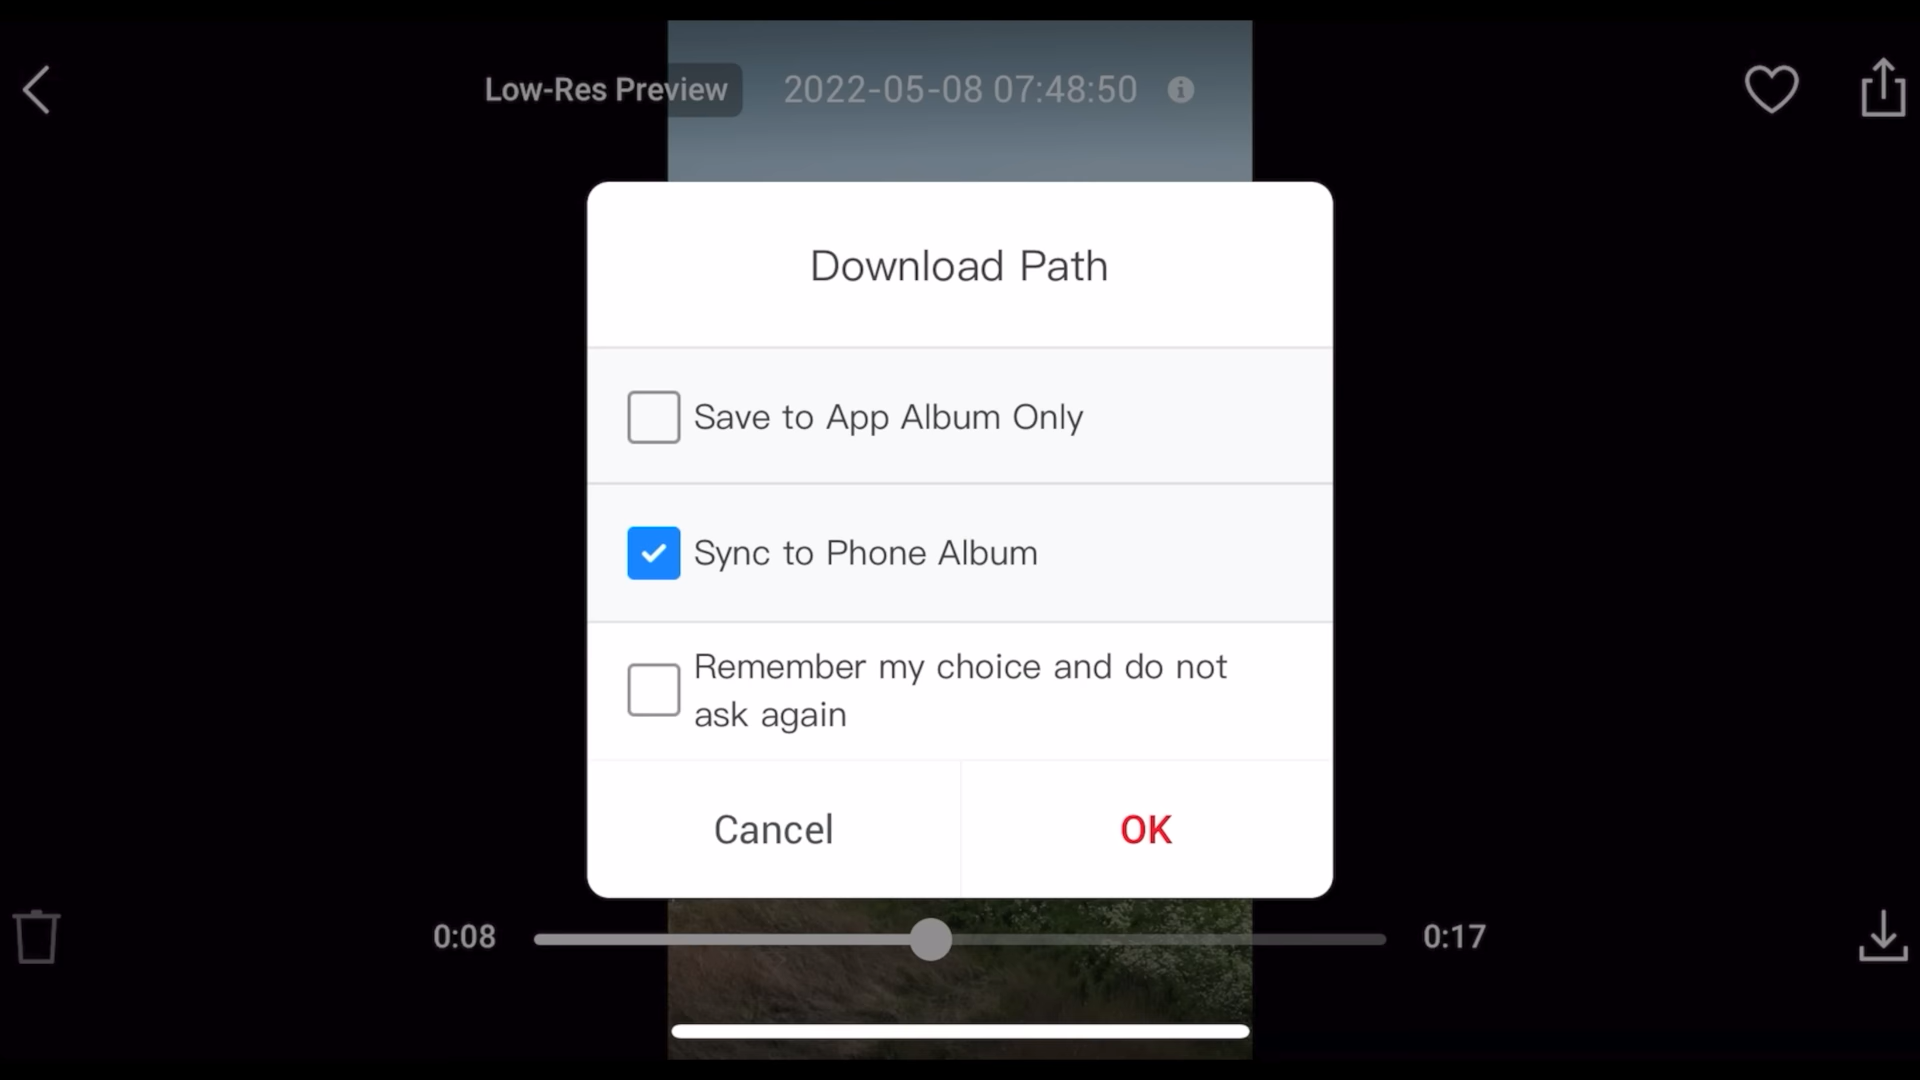 Low-Res Preview 2022-05-08 07:48:50
Download Path
Save to App Album Only
Sync to Phone Album
Remember my choice and do not
ask again
Cancel OK
0:08 0:17